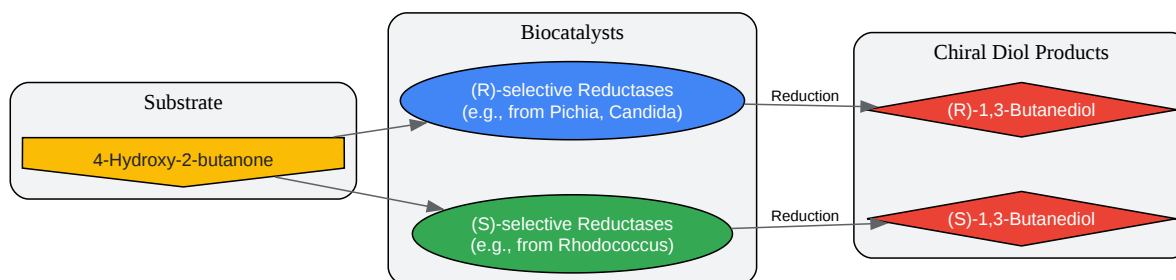 Substrate
4-Hydroxy-2-butanone
Biocatalysts
(R)-selective Reductases
(e.g., from Pichia, Candida)
(S)-selective Reductases
(e.g., from Rhodococcus)
Reduction
Reduction
Chiral Diol Products
(R)-1,3-Butanediol
(S)-1,3-Butanediol